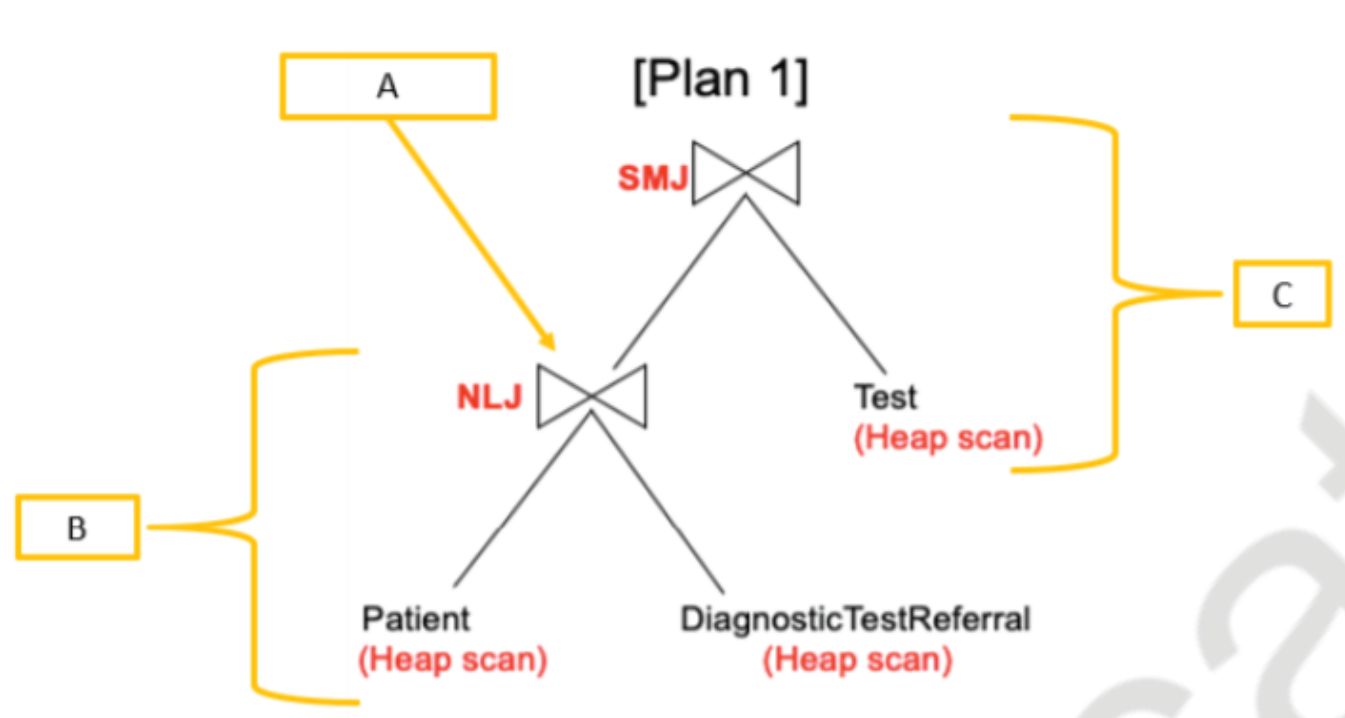 A
[Plan 1]
SMJ
C
NLJ
Test
(Heap scan)
B
Patient
DiagnosticTestReferral
(Heap scan)
(Heap scan)